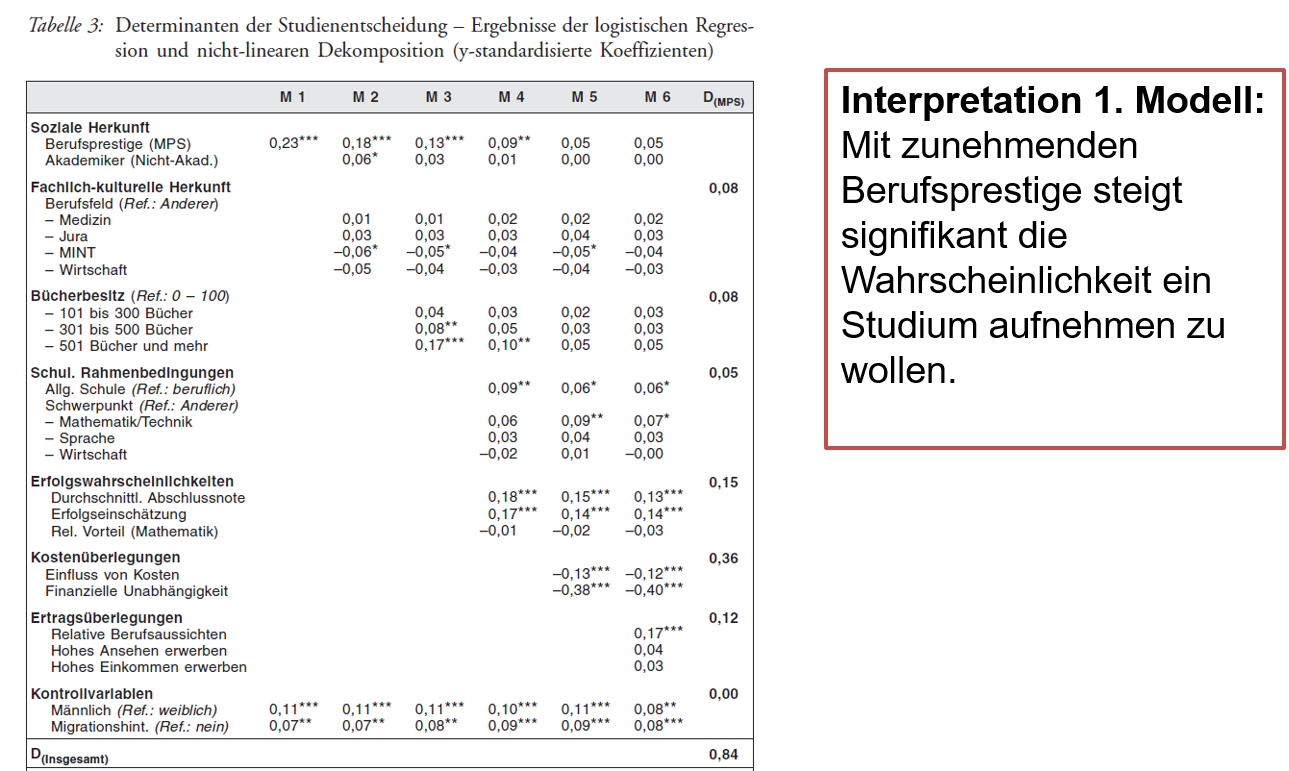 Tabelle 3: Determinanten der Studienentscheidung – Ergebnisse der logistischen Regres-
sion und nicht-linearen Dekomposition (y-standardisierte Koeffizienten)
M 1 M 2 M 3 M 4 M 5 M 6 D(MPS)
Soziale Herkunft
Berufsprestige (MPS) 0,23*** 0,18*** 0,13*** 0,09** 0,05 0,05
Akademiker (Nicht-Akad.) 0,06* 0,03 0,01 0,00 0,00
Fachlich-kulturelle Herkunft 0,08
Berufsfeld (Ref.: Anderer)
– Medizin 0,01 0,01 0,02 0,02 0,02
– Jura 0,03 0,03 0,03 0,04 0,03
– MINT –0,06* –0,05* –0,04 –0,05* –0,04
– Wirtschaft –0,05 –0,04 –0,03 –0,04 –0,03
Bücherbesitz (Ref.: 0 – 100) 0,08
– 101 bis 300 Bücher 0,04 0,03 0,02 0,03
– 301 bis 500 Bücher 0,08** 0,05 0,03 0,03
– 501 Bücher und mehr 0,17*** 0,10** 0,05 0,05
Schul. Rahmenbedingungen 0,05
Allg. Schule (Ref.: beruflich) 0,09** 0,06* 0,06*
Schwerpunkt (Ref.: Anderer)
– Mathematik/Technik 0,06 0,09** 0,07*
– Sprache 0,03 0,04 0,03
– Wirtschaft –0,02 0,01 –0,00
Erfolgswahrscheinlichkeiten 0,15
Durchschnittl. Abschlussnote 0,18*** 0,15*** 0,13***
Erfolgseinschätzung 0,17*** 0,14*** 0,14***
Rel. Vorteil (Mathematik) –0,01 –0,02 –0,03
Kostenüberlegungen 0,36
Einfluss von Kosten –0,13*** –0,12***
Finanzielle Unabhängigkeit –0,38*** –0,40***
Ertragsüberlegungen 0,12
Relative Berufsaussichten 0,17***
Hohes Ansehen erwerben 0,04
Hohes Einkommen erwerben 0,03
Kontrollvariablen 0,00
Männlich (Ref.: weiblich) 0,11*** 0,11*** 0,11*** 0,10*** 0,11*** 0,08**
Migrationshint. (Ref.: nein) 0,07** 0,07** 0,08** 0,09*** 0,09*** 0,08***
D(Insgesamt) 0,84
Interpretation 1. Modell:
Mit zunehmenden
Berufsprestige steigt
signifikant die
Wahrscheinlichkeit ein
Studium aufnehmen zu
wollen.